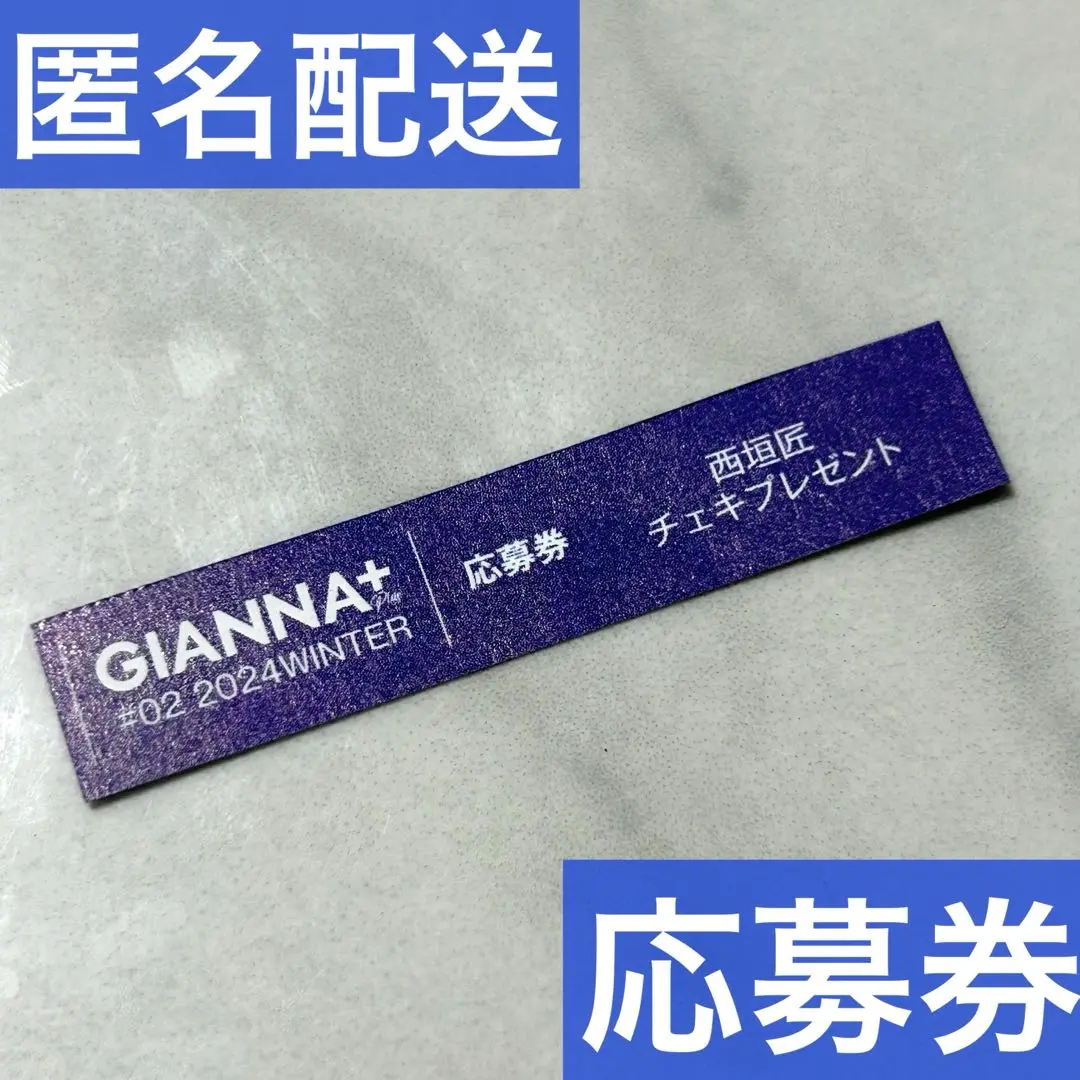 匿名配送
西垣匠
チェキプレゼント
応募券
GIANNA+
Plus
#02 2024WINTER
応募券